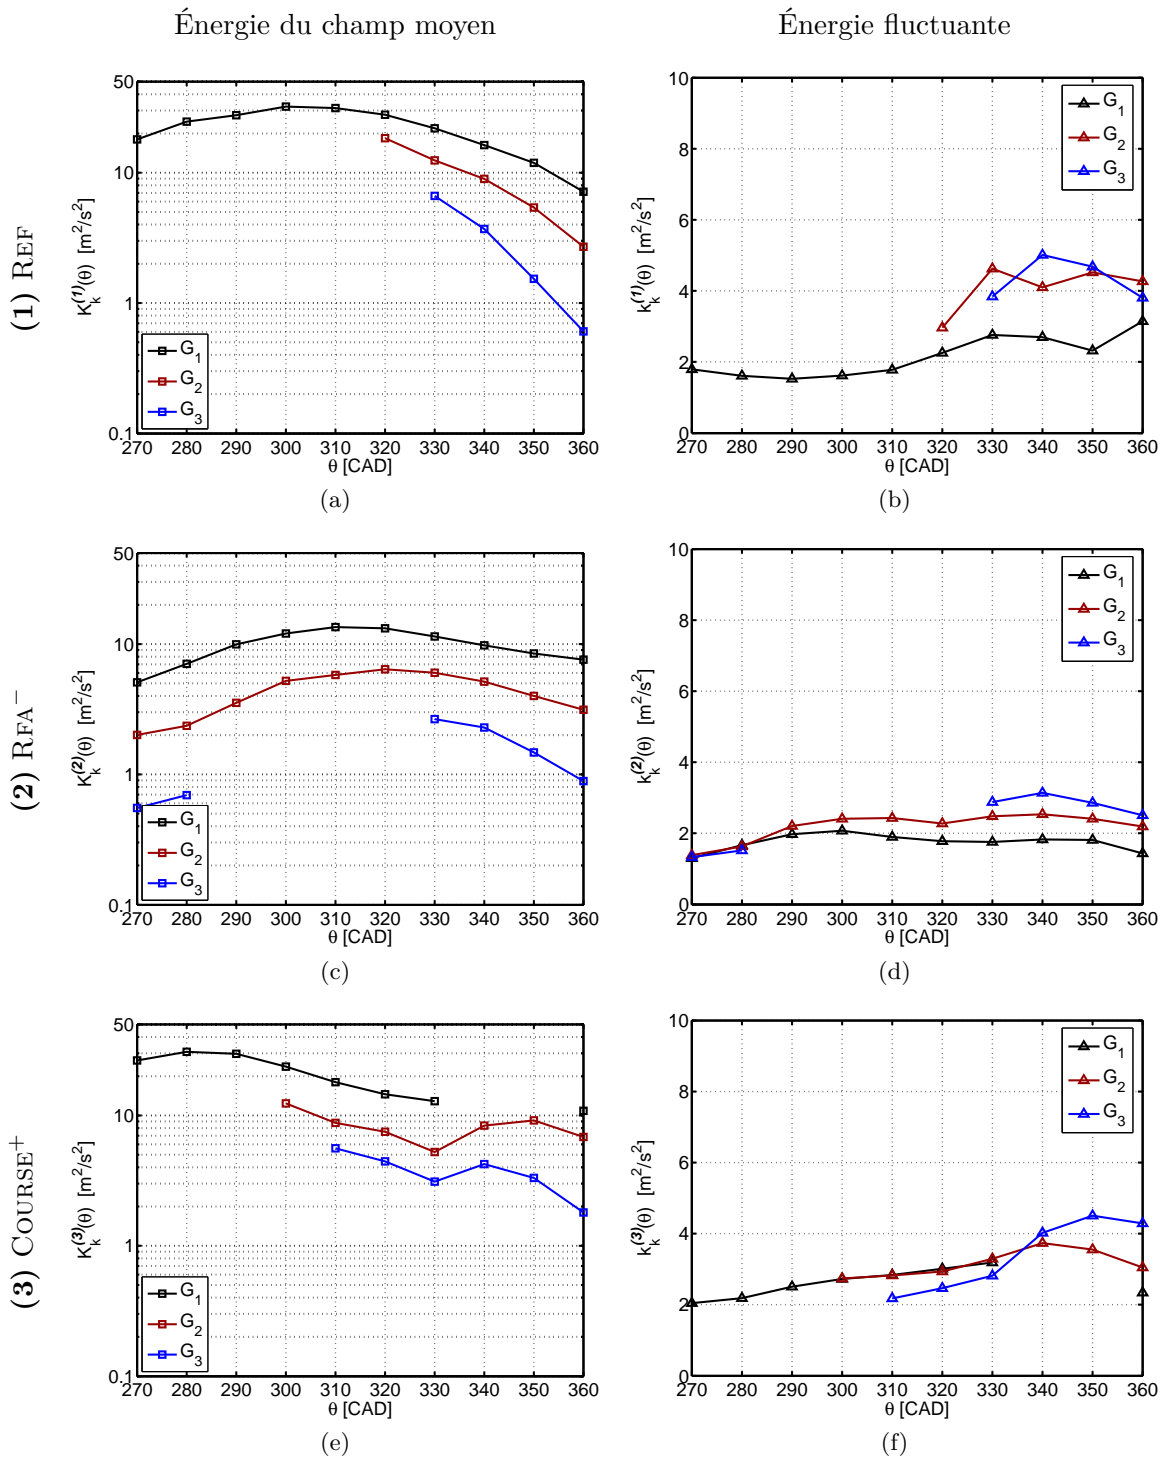 Énergie du champ moyen
Énergie fluctuante
(1) REF
50
10
1
0.1
K_k^(1)(θ) [m²/s²]
G1
G2
G3
270 280 290 300 310 320 330 340 350 360
θ [CAD]
(a)
10
8
6
4
2
0
k_k^(1)(θ) [m²/s²]
G1
G2
G3
270 280 290 300 310 320 330 340 350 360
θ [CAD]
(b)
(2) RFA⁻
50
10
1
0.1
K_k^(2)(θ) [m²/s²]
G1
G2
G3
270 280 290 300 310 320 330 340 350 360
θ [CAD]
(c)
10
8
6
4
2
0
k_k^(2)(θ) [m²/s²]
G1
G2
G3
270 280 290 300 310 320 330 340 350 360
θ [CAD]
(d)
(3) COURSE⁺
50
10
1
0.1
K_k^(3)(θ) [m²/s²]
G1
G2
G3
270 280 290 300 310 320 330 340 350 360
θ [CAD]
(e)
10
8
6
4
2
0
k_k^(3)(θ) [m²/s²]
G1
G2
G3
270 280 290 300 310 320 330 340 350 360
θ [CAD]
(f)